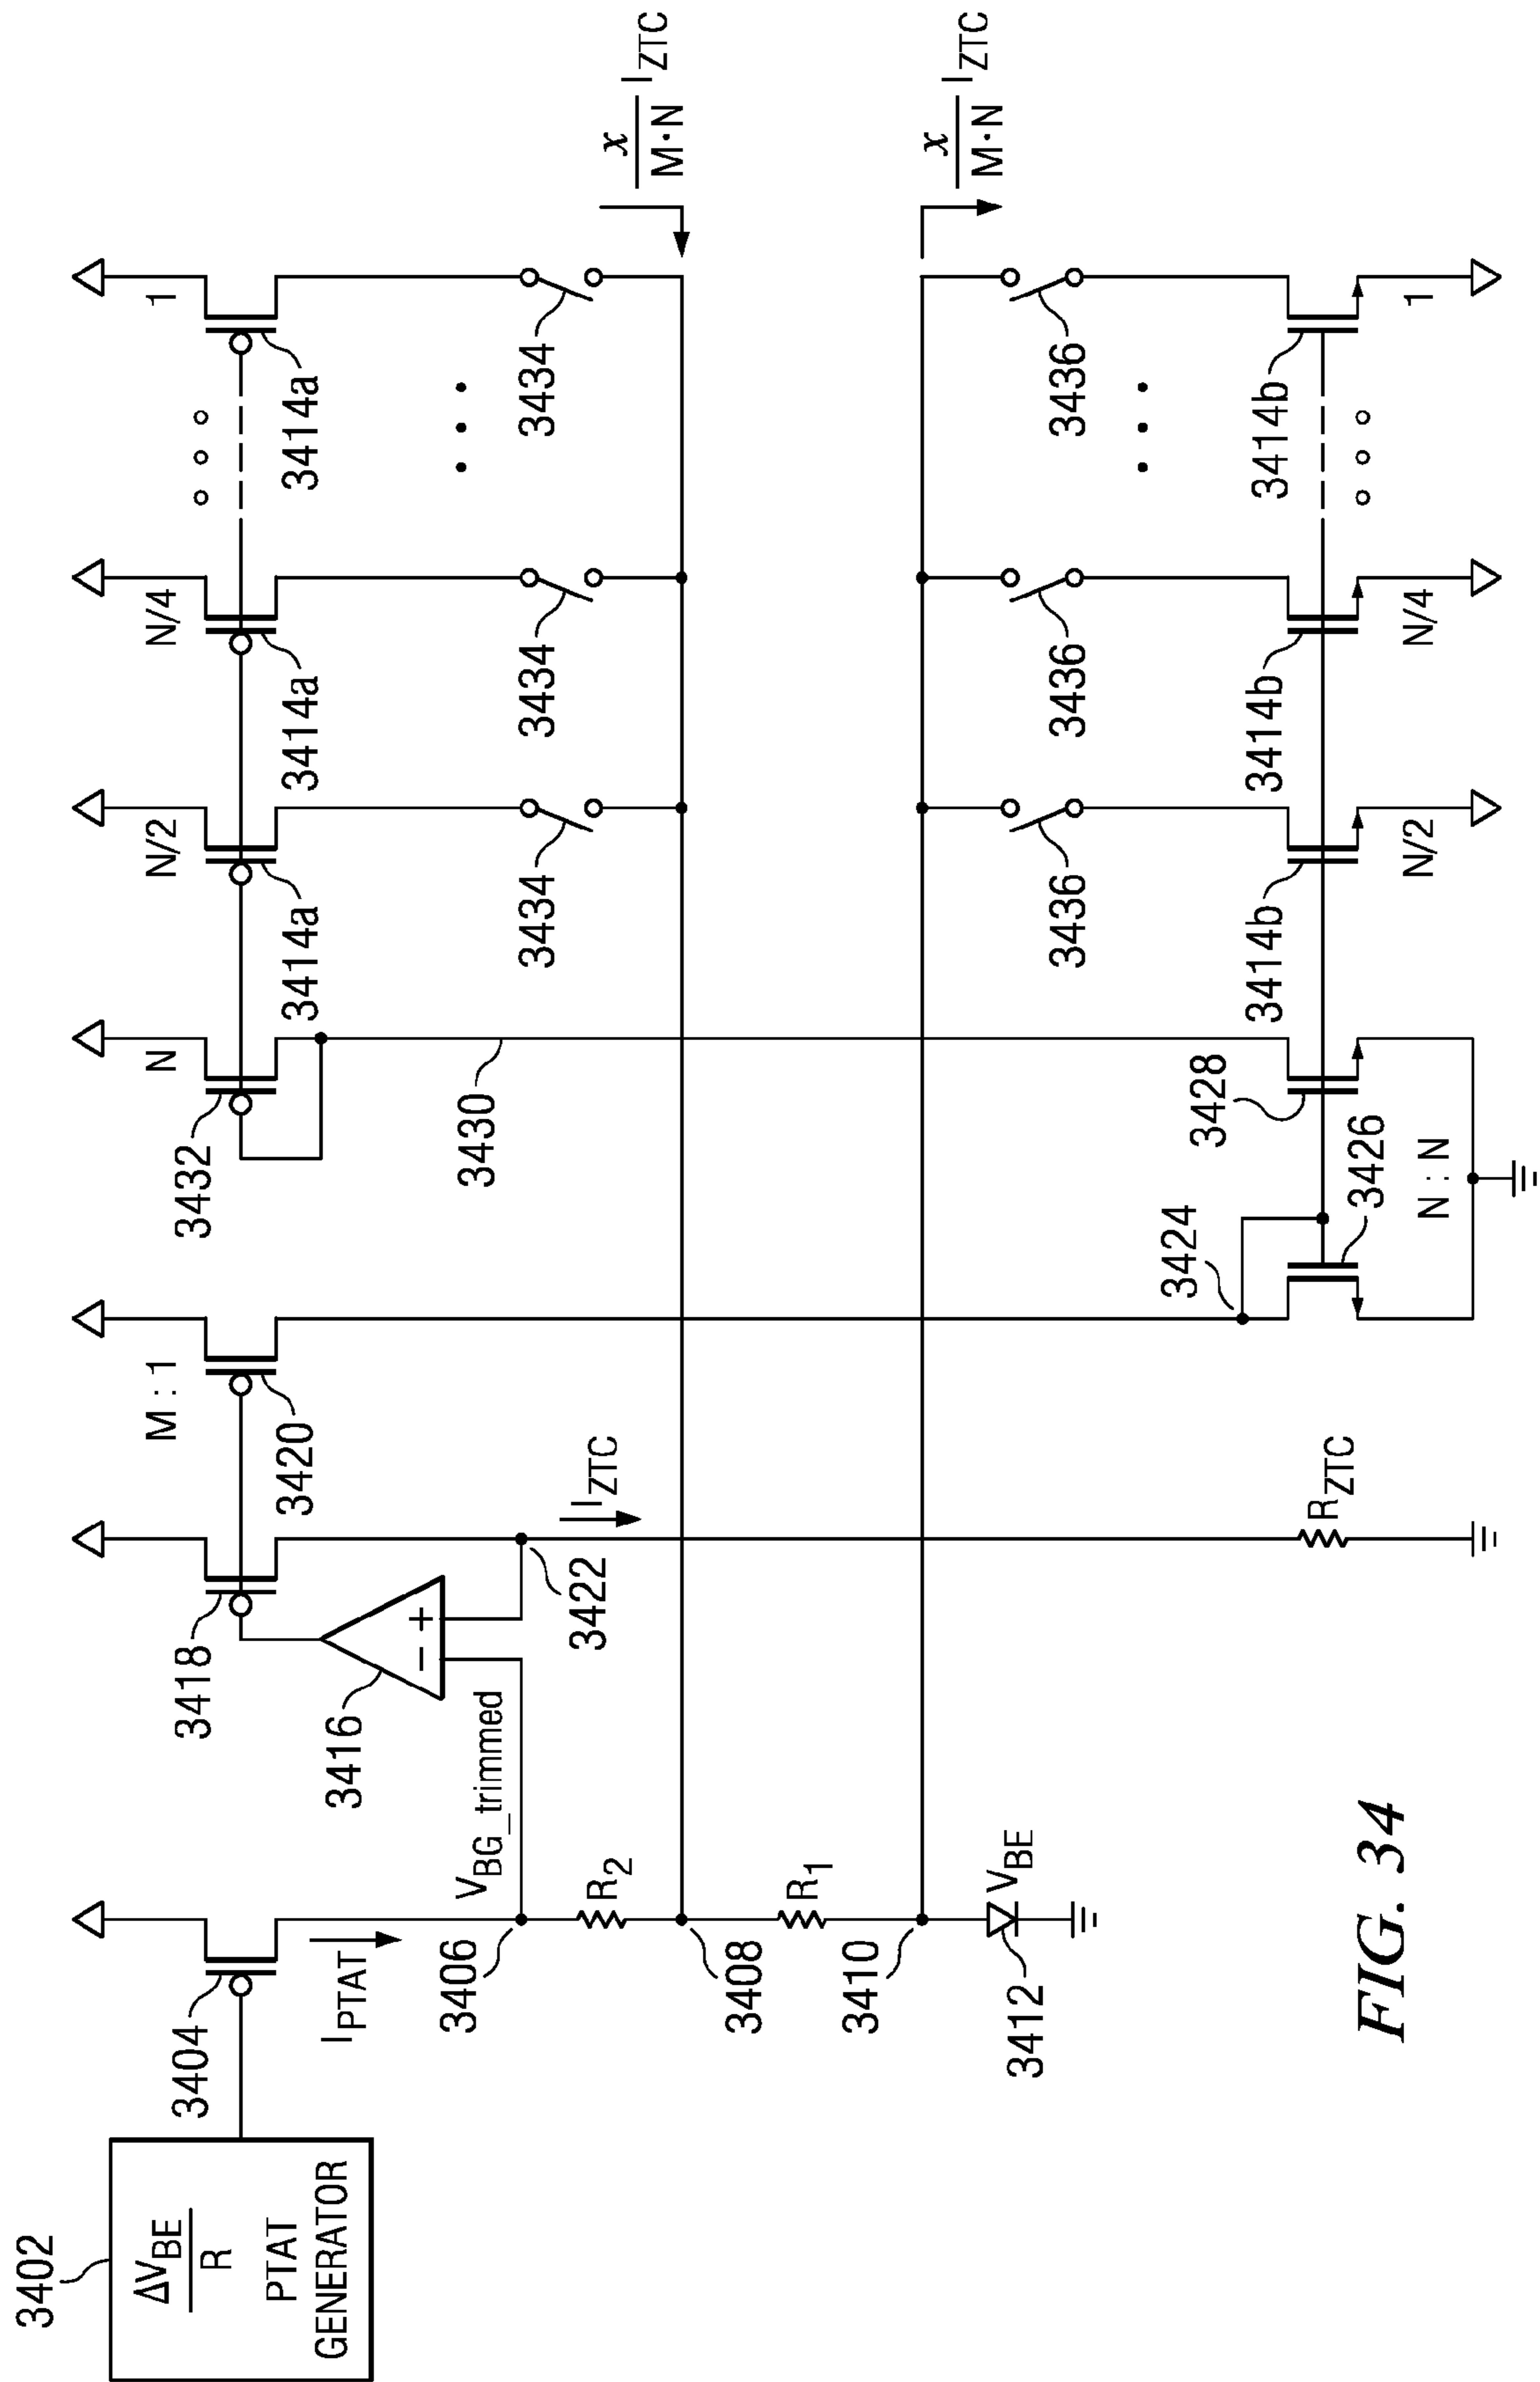 3402
ΔV_BE
R
PTAT
GENERATOR
3404
I_PTAT
3406
3408
3410
3412
V_BE
R_1
R_2
V_BG_trimmed
3416
− +
3418
3422
I_ZTC
R_ZTC
3420
M : 1
3424
3426
N : N
3428
3430
3432
N
3414a
N/2
3434
3414a
N/4
3434
3414a
1
3434
x
M·N
I_ZTC
x
M·N
I_ZTC
3436
3414b
N/2
3436
3414b
N/4
3436
3414b
1
FIG. 34